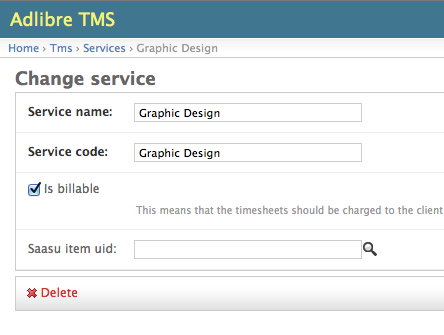 Adlibre TMS
Home › Tms › Services › Graphic Design
Change service
Service name: Graphic Design
Service code: Graphic Design
Is billable
This means that the timesheets should be charged to the client
Saasu item uid:
Delete